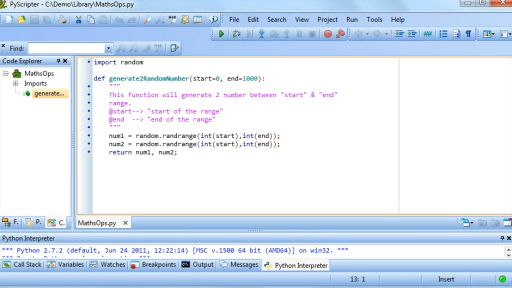 PyScripter - C:\Demo\Library\MathsOps.py
File Edit Search View Project Run Tools Help
Find:
Code Explorer
MathsOps
Imports
generate...
import random
def generate2RandomNumber(start=0, end=1000):
"""
This function will generate 2 number between "start" & "end"
range.
@start--> "start of the range"
@end --> "end of the range"
"""
num1 = random.randrange(int(start),int(end));
num2 = random.randrange(int(start),int(end));
return num1, num2;
F. P. C.
MathsOps.py
Python Interpreter
*** Python 2.7.2 (default, Jun 24 2011, 12:22:14) [MSC v.1500 64 bit (AMD64)] on win32. ***
Call Stack Variables Watches Breakpoints Output Messages Python Interpreter
13: 1 Insert